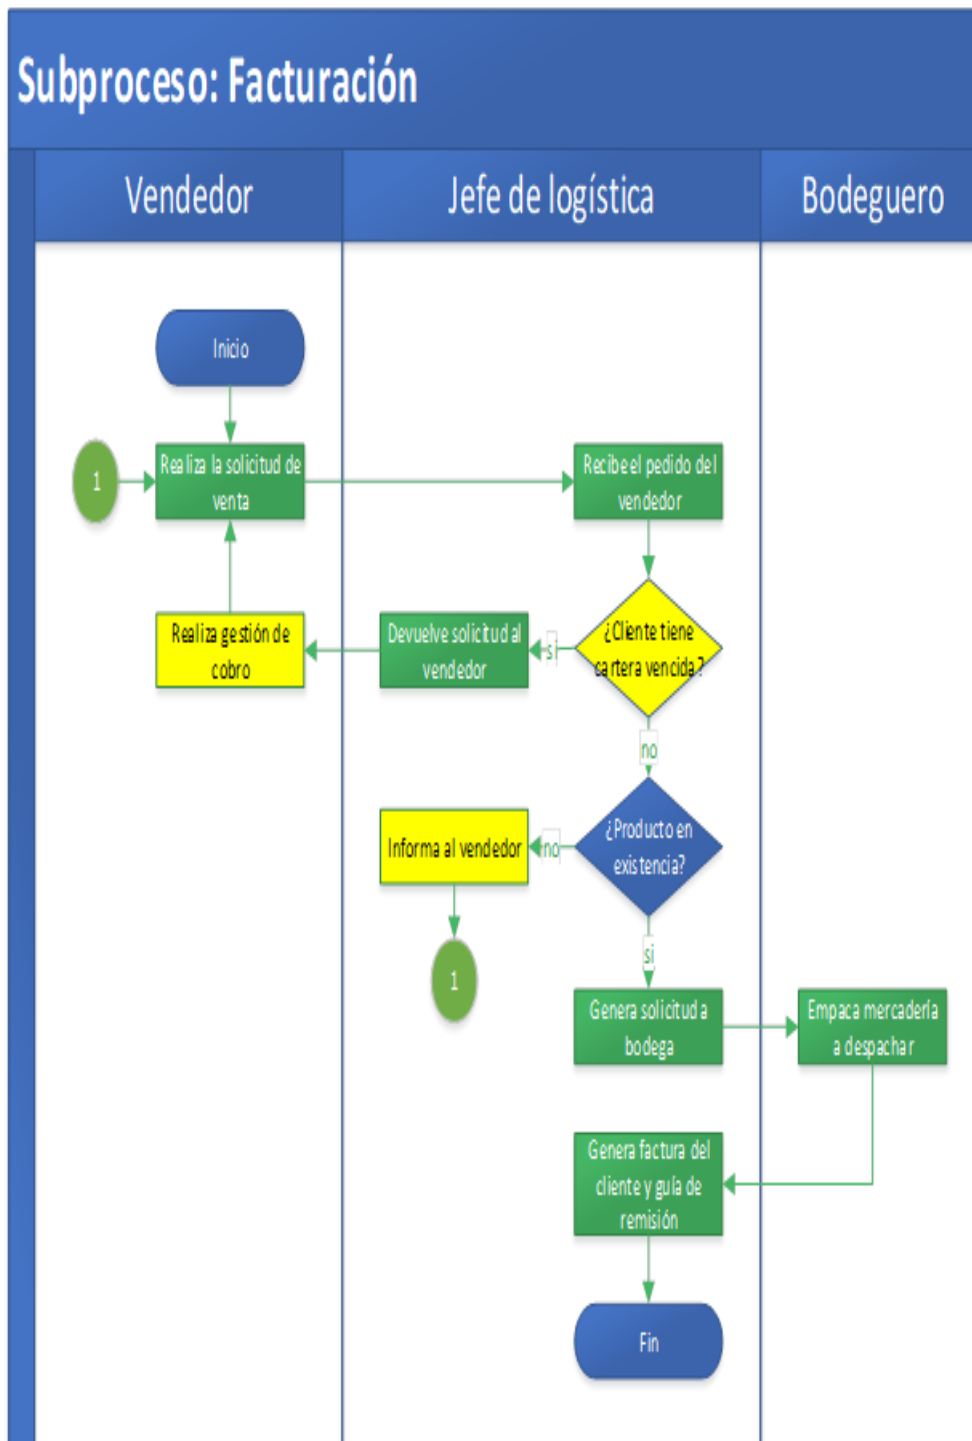 Subproceso: Facturación
Vendedor
Jefe de logística
Bodeguero
Inicio
1
Realiza la solicitud de
venta
Recibe el pedido del
vendedor
Realiza gestión de
cobro
Devuelve solicitud al
vendedor
si
¿Cliente tiene
cartera vencida?
no
Informa al vendedor
no
¿Producto en
existencia?
1
si
Genera solicitud a
bodega
Empaca mercadería
a despachar
Genera factura del
cliente y guía de
remisión
Fin